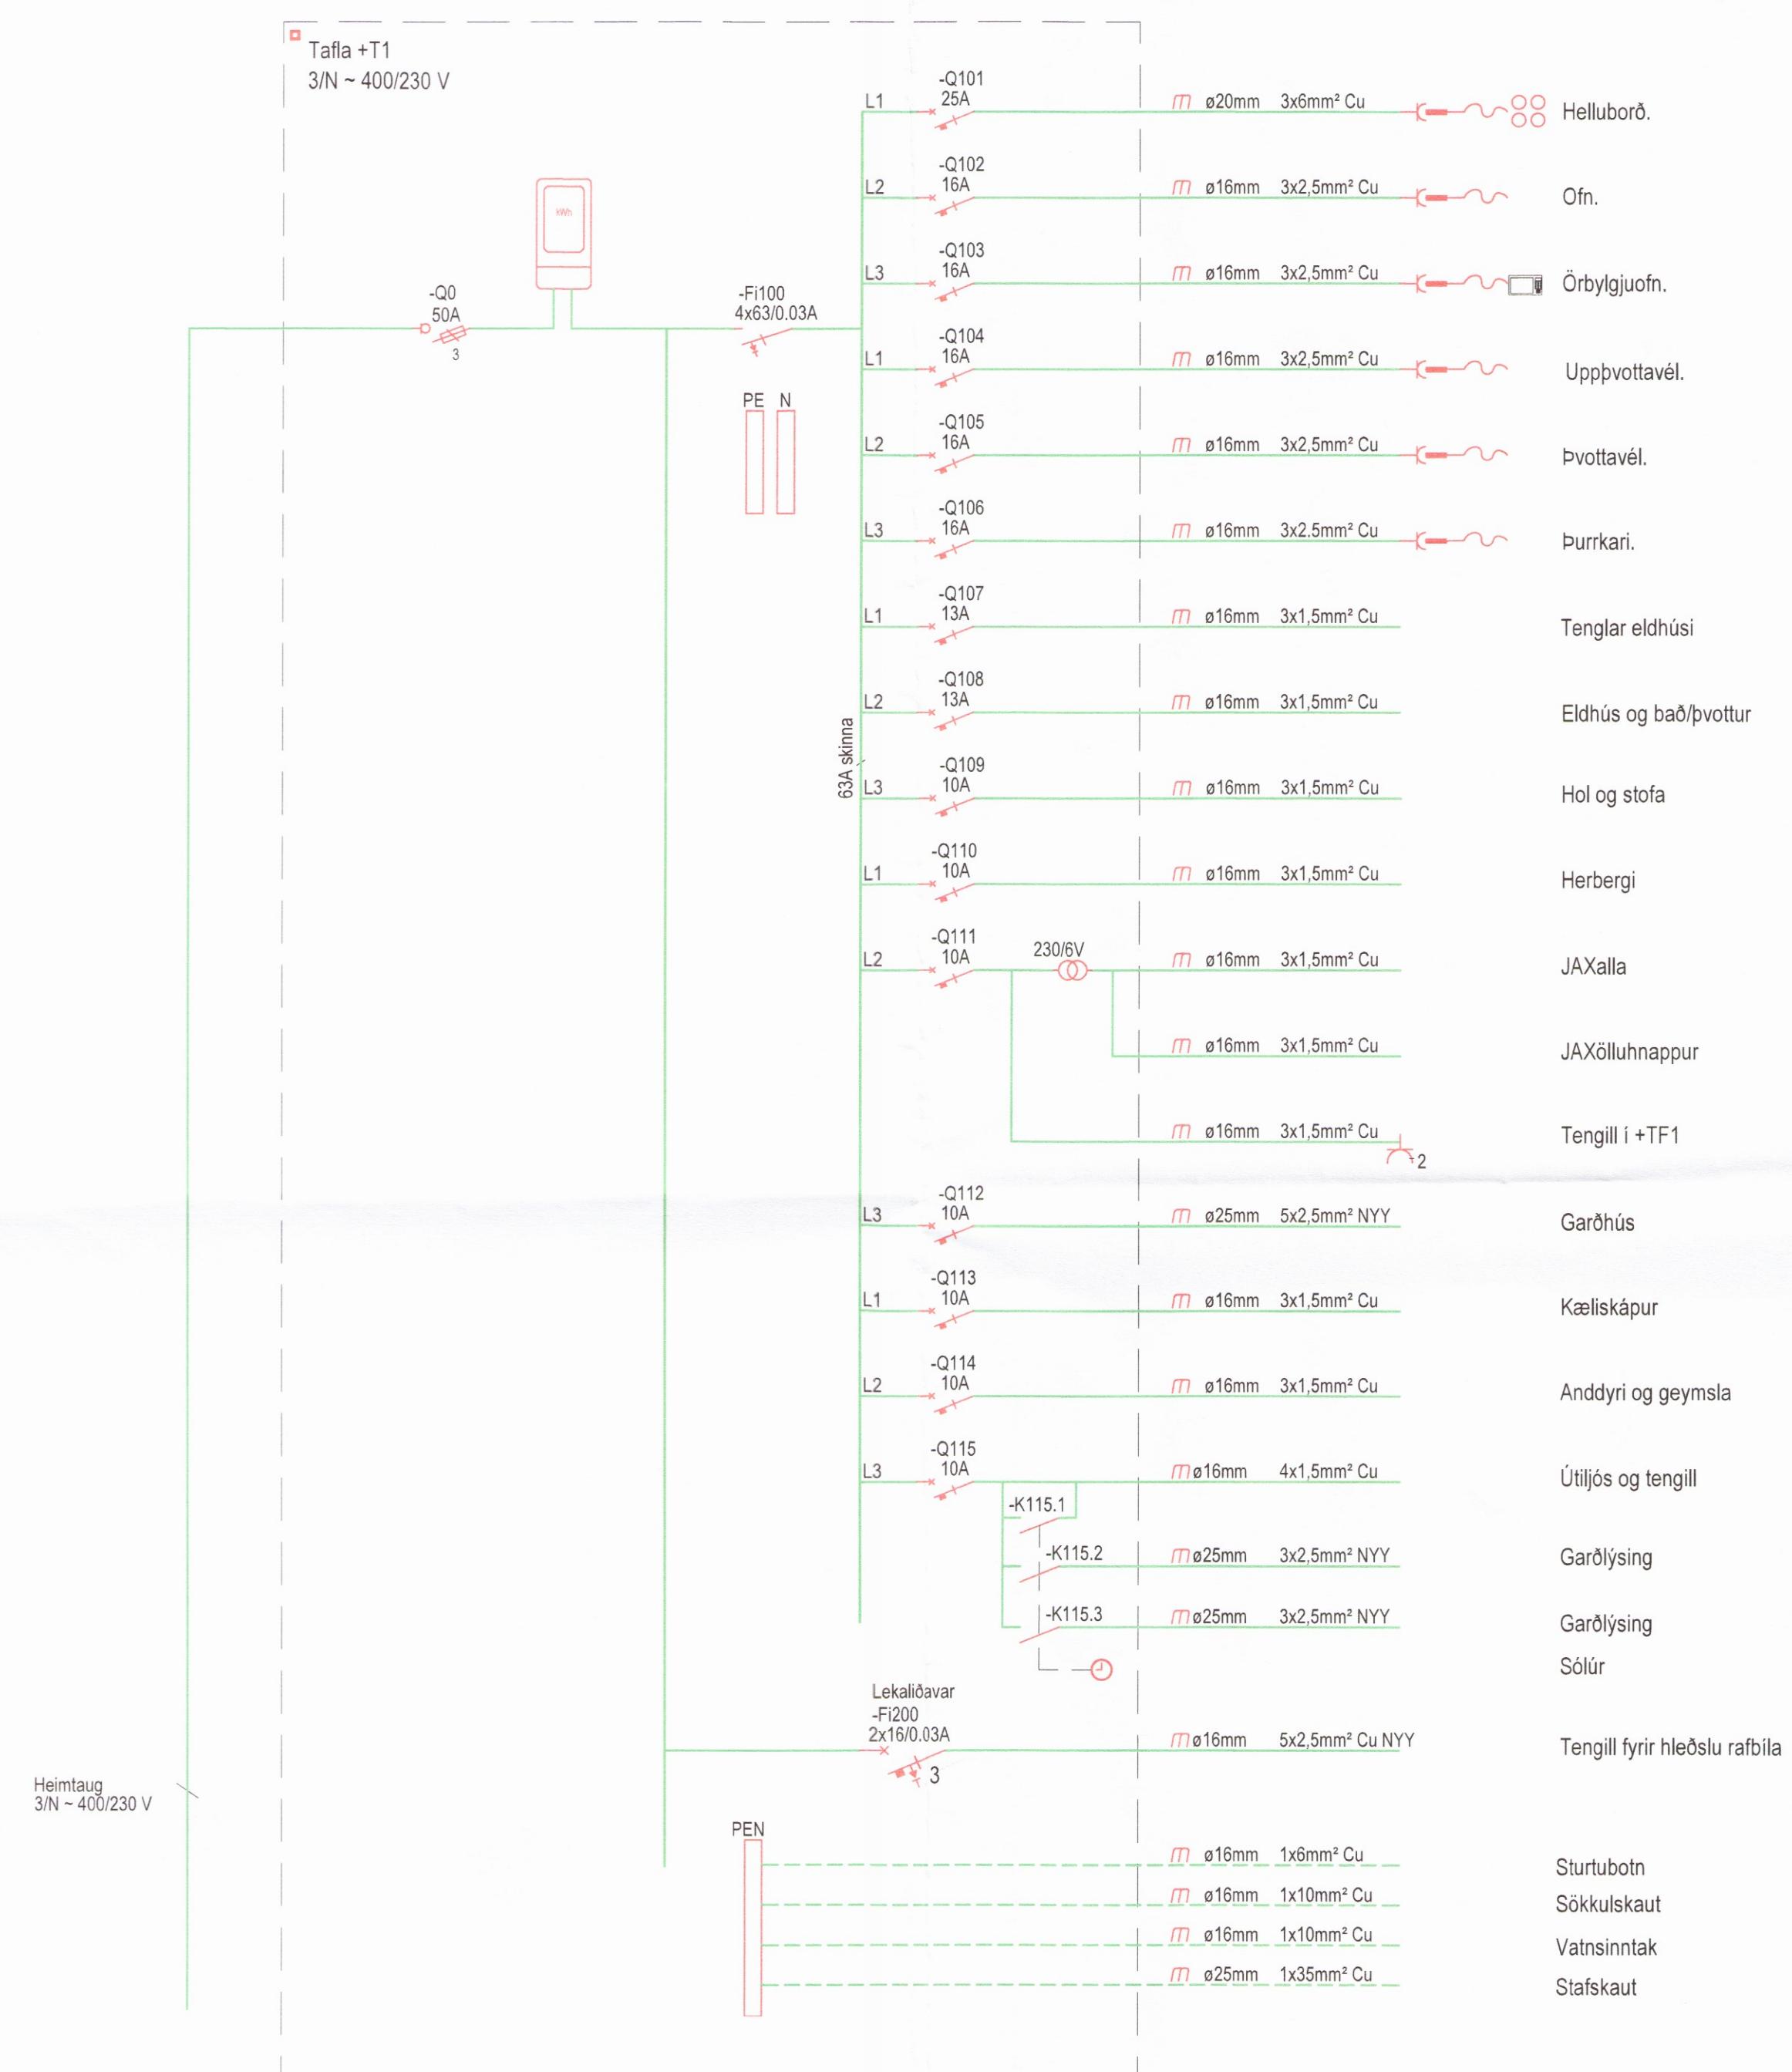 Tafla +T1
3/N ~ 400/230 V
kWh
-Q0
50A
3
-Fi100
4x63/0.03A
PE N
63A skinna
L1 -Q101
25A
ø20mm 3x6mm² Cu
Helluborð.
L2 -Q102
16A
ø16mm 3x2,5mm² Cu
Ofn.
L3 -Q103
16A
ø16mm 3x2,5mm² Cu
Örbylgjuofn.
L1 -Q104
16A
ø16mm 3x2,5mm² Cu
Uppþvottavél.
L2 -Q105
16A
ø16mm 3x2,5mm² Cu
Þvottavél.
L3 -Q106
16A
ø16mm 3x2.5mm² Cu
Þurrkari.
L1 -Q107
13A
ø16mm 3x1,5mm² Cu
Tenglar eldhúsi
L2 -Q108
13A
ø16mm 3x1,5mm² Cu
Eldhús og bað/þvottur
L3 -Q109
10A
ø16mm 3x1,5mm² Cu
Hol og stofa
L1 -Q110
10A
ø16mm 3x1,5mm² Cu
Herbergi
L2 -Q111
10A
230/6V
ø16mm 3x1,5mm² Cu
JAXalla
ø16mm 3x1,5mm² Cu
JAXölluhnappur
ø16mm 3x1,5mm² Cu
2
Tengill í +TF1
L3 -Q112
10A
ø25mm 5x2,5mm² NYY
Garðhús
L1 -Q113
10A
ø16mm 3x1,5mm² Cu
Kæliskápur
L2 -Q114
10A
ø16mm 3x1,5mm² Cu
Anddyri og geymsla
L3 -Q115
10A
ø16mm 4x1,5mm² Cu
Útiljós og tengill
-K115.1
-K115.2
ø25mm 3x2,5mm² NYY
Garðlýsing
-K115.3
ø25mm 3x2,5mm² NYY
Garðlýsing
Sólúr
Lekaliðavar
-Fi200
2x16/0.03A
3
ø16mm 5x2,5mm² Cu NYY
Tengill fyrir hleðslu rafbíla
Heimtaug
3/N ~ 400/230 V
PEN
ø16mm 1x6mm² Cu
Sturtubotn
ø16mm 1x10mm² Cu
Sökkulskaut
ø16mm 1x10mm² Cu
Vatnsinntak
ø25mm 1x35mm² Cu
Stafskaut